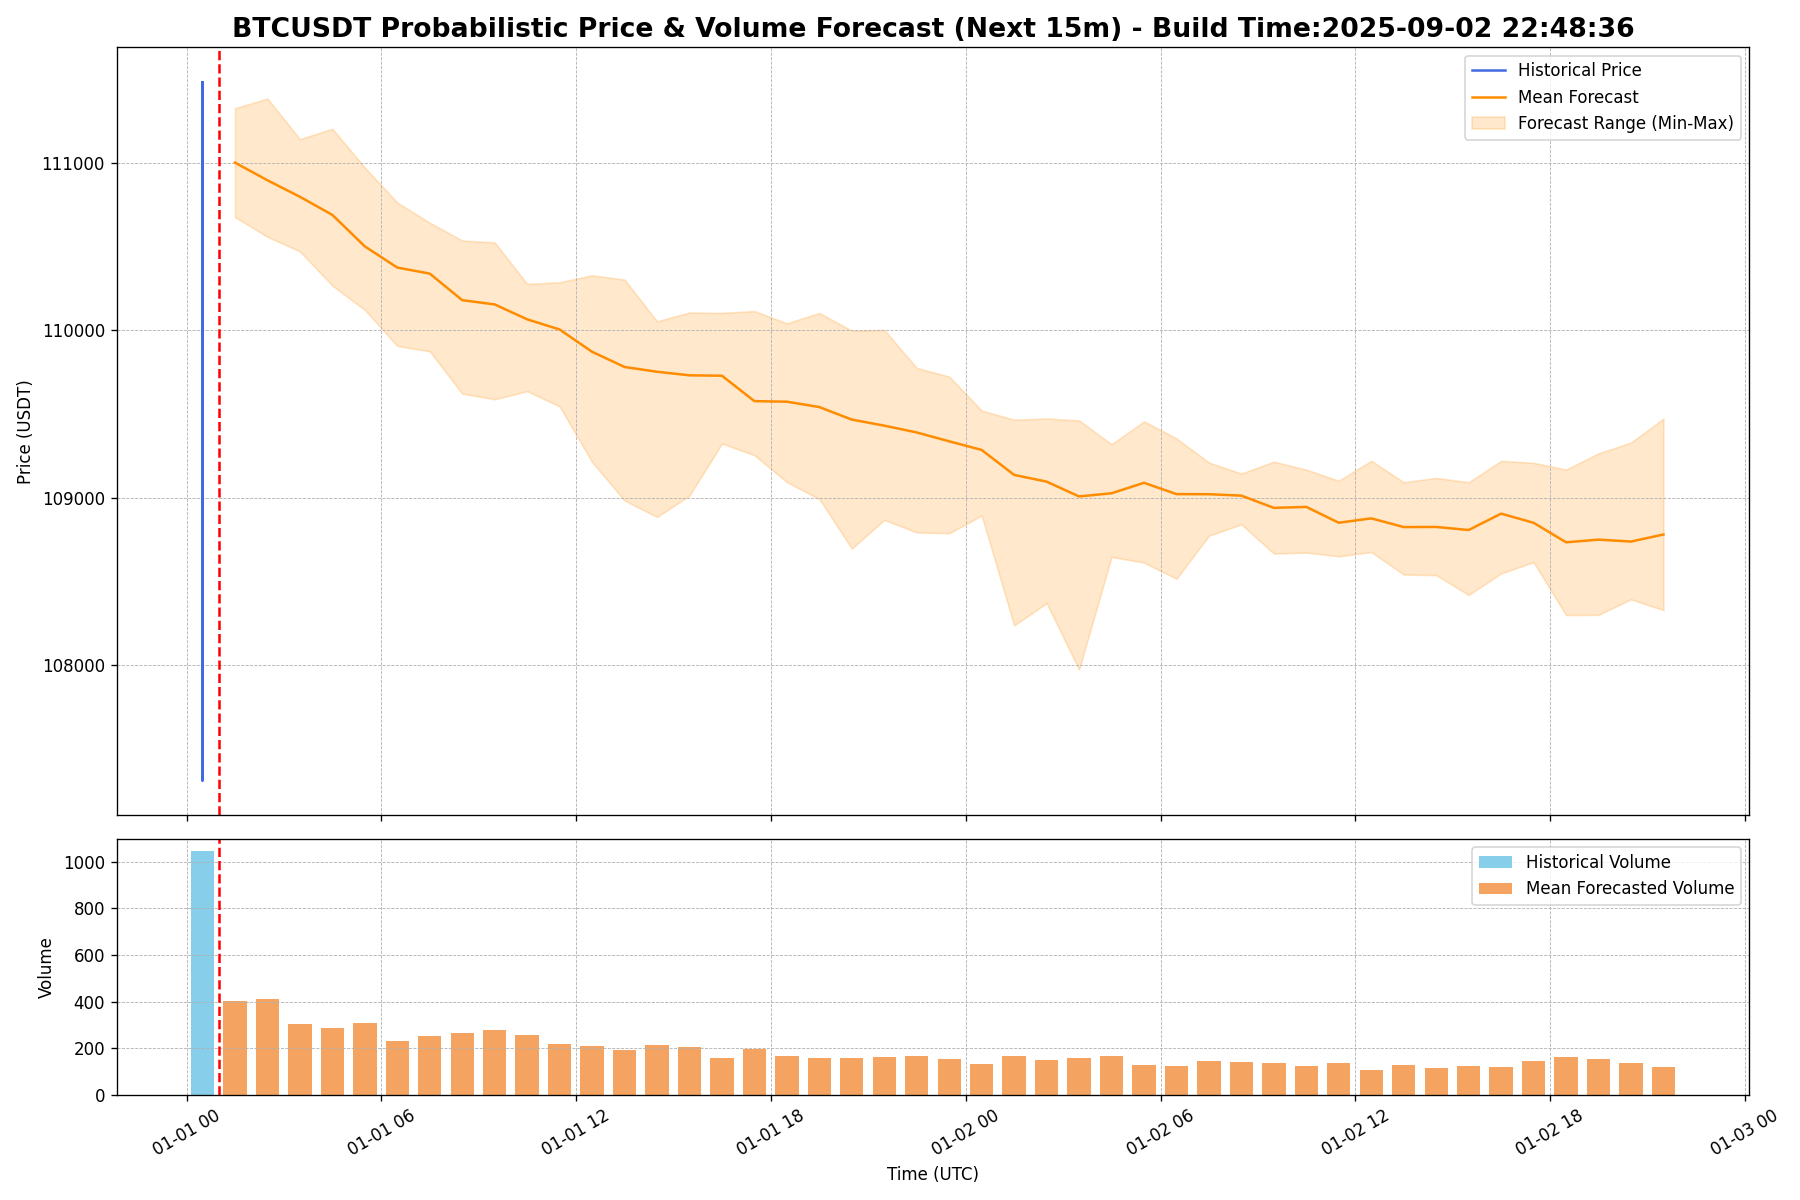 BTCUSDT Probabilistic Price & Volume Forecast (Next 15m) - Build Time:2025-09-02 22:48:36
Historical Price
Mean Forecast
Forecast Range (Min-Max)
Price (USDT)
111000
110000
109000
108000
Historical Volume
Mean Forecasted Volume
Volume
1000
800
600
400
200
0
01-01 00
01-01 06
01-01 12
01-01 18
01-02 00
01-02 06
01-02 12
01-02 18
01-03 00
Time (UTC)